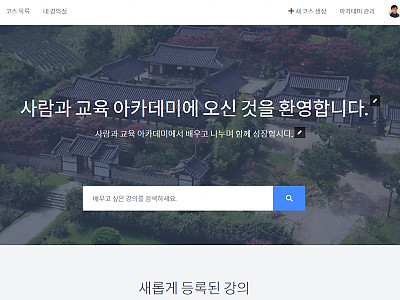 코스 목록 내 강의실 + 새 코스 생성 아카데미 관리
사람과 교육 아카데미에 오신 것을 환영합니다.
사람과 교육 아카데미에서 배우고 나누며 함께 성장합시다.
배우고 싶은 강의를 검색하세요.
새롭게 등록된 강의